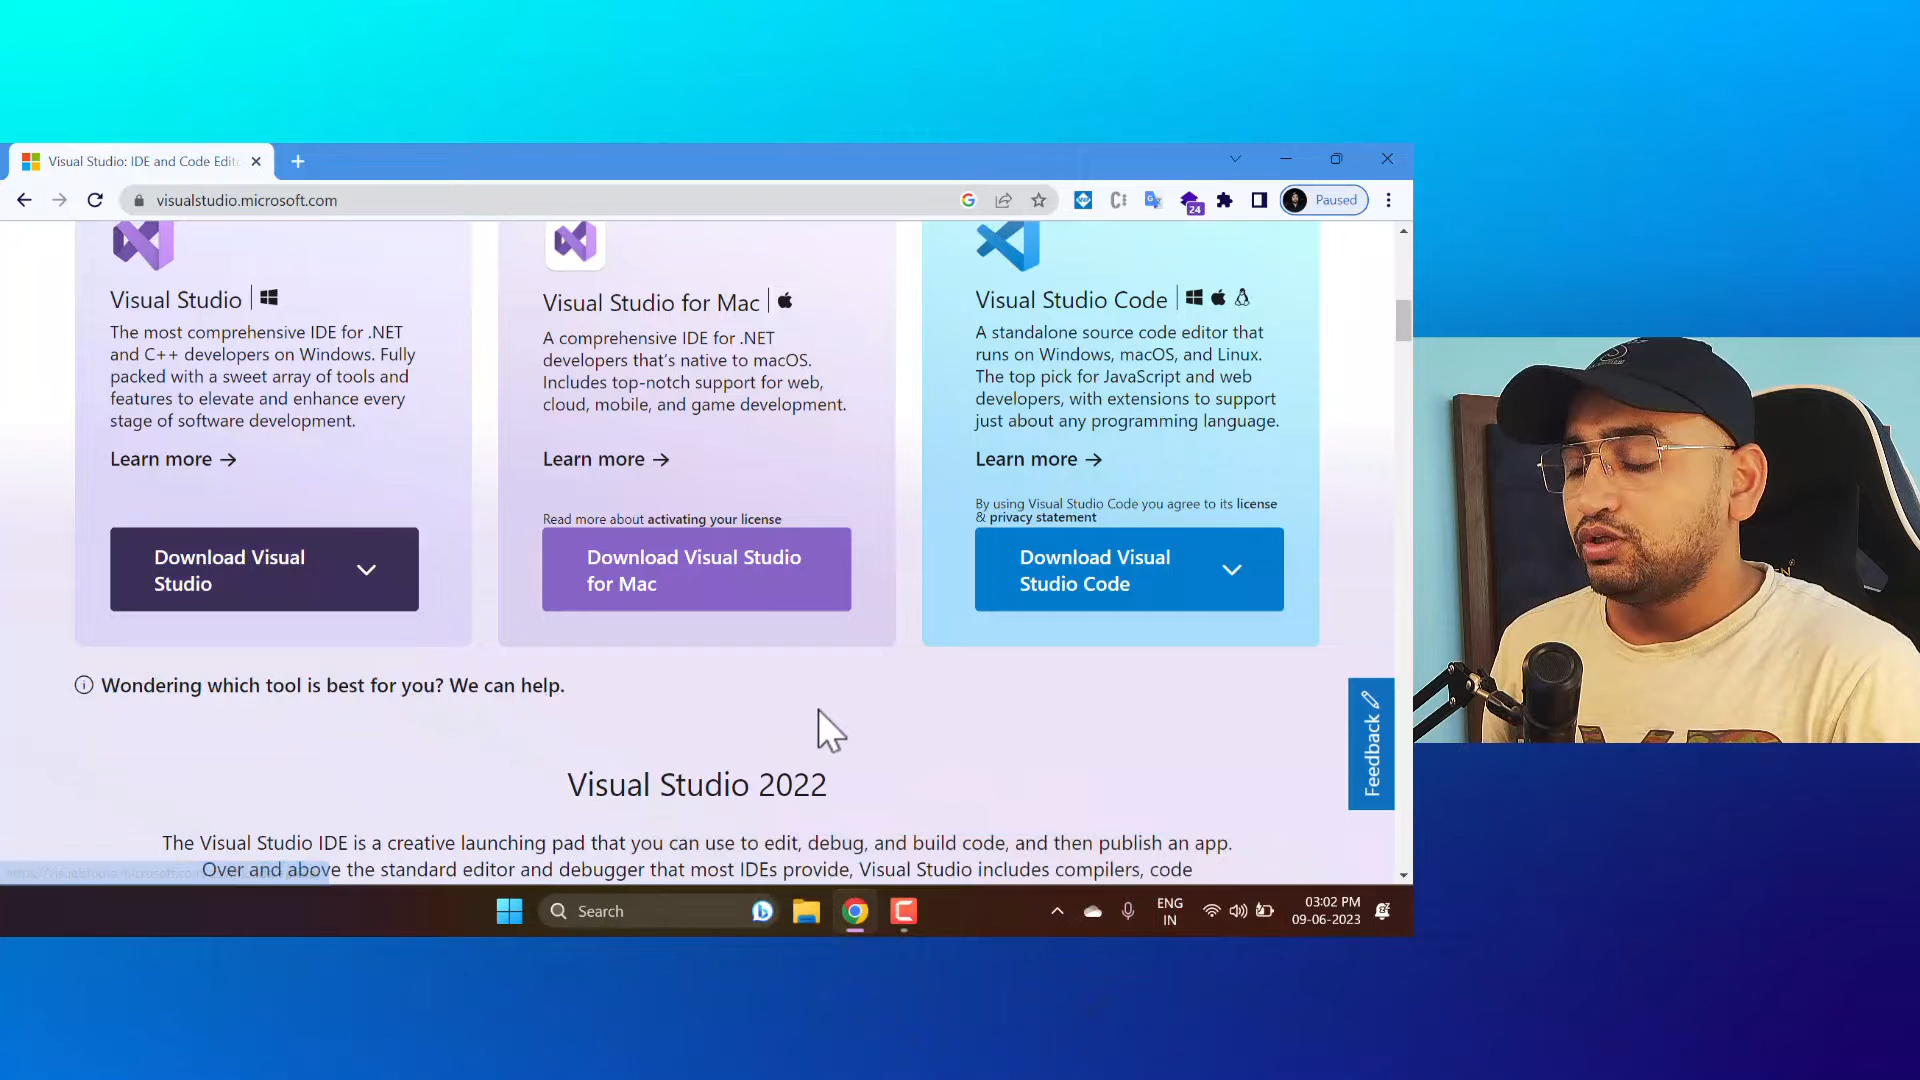 Visual Studio: IDE and Code Edit
visualstudio.microsoft.com
24
Paused
Visual Studio
The most comprehensive IDE for .NET
and C++ developers on Windows. Fully
packed with a sweet array of tools and
features to elevate and enhance every
stage of software development.
Learn more →
Download Visual
Studio
Visual Studio for Mac
A comprehensive IDE for .NET
developers that's native to macOS.
Includes top-notch support for web,
cloud, mobile, and game development.
Learn more →
Read more about activating your license
Download Visual Studio
for Mac
Visual Studio Code
A standalone source code editor that
runs on Windows, macOS, and Linux.
The top pick for JavaScript and web
developers, with extensions to support
just about any programming language.
Learn more →
By using Visual Studio Code you agree to its license
& privacy statement
Download Visual
Studio Code
Wondering which tool is best for you? We can help.
Feedback
Visual Studio 2022
The Visual Studio IDE is a creative launching pad that you can use to edit, debug, and build code, and then publish an app.
Over and above the standard editor and debugger that most IDEs provide, Visual Studio includes compilers, code
Search
ENG
IN
03:02 PM
09-06-2023